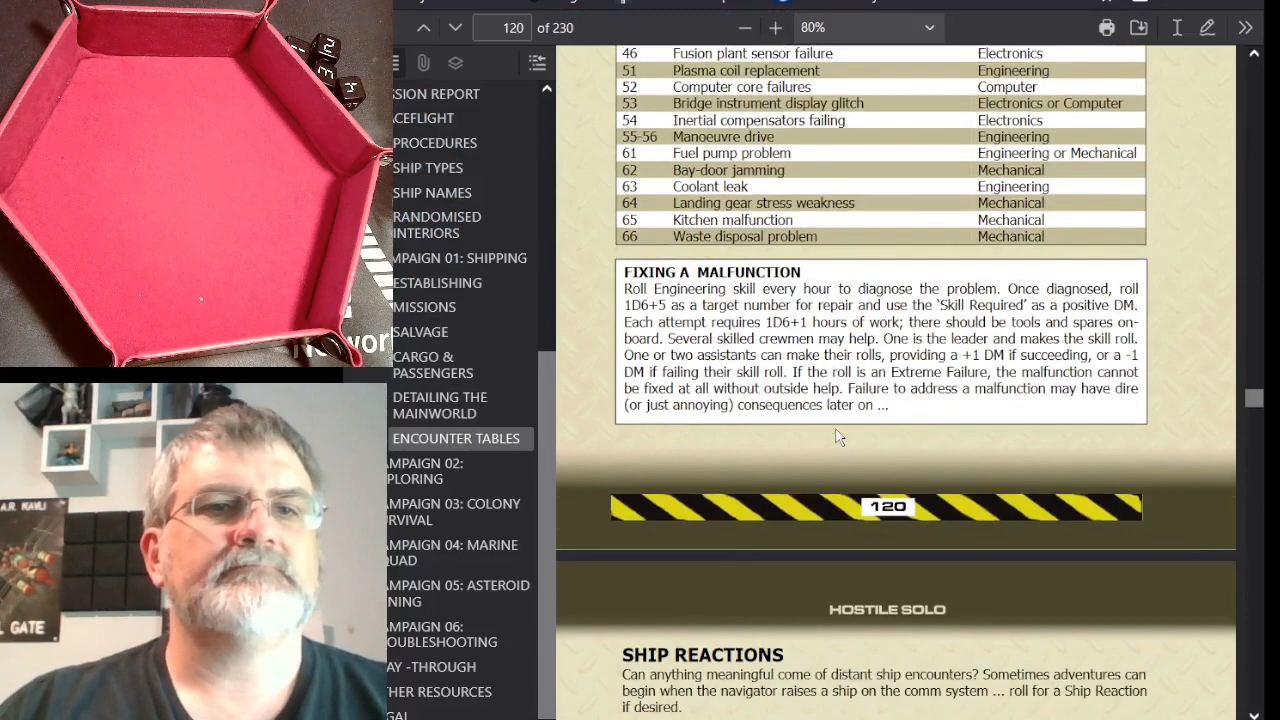 120 of 230
80%
SSION REPORT
ACEFLIGHT
PROCEDURES
SHIP TYPES
SHIP NAMES
RANDOMISED
INTERIORS
MPAIGN 01: SHIPPING
ESTABLISHING
MISSIONS
SALVAGE
CARGO &
PASSENGERS
DETAILING THE
MAINWORLD
ENCOUNTER TABLES
MPAIGN 02:
PLORING
AMPAIGN 03: COLONY
RVIVAL
AMPAIGN 04: MARINE
QUAD
AMPAIGN 05: ASTEROID
NING
AMPAIGN 06:
OUBLESHOOTING
AY -THROUGH
HER RESOURCES
GAL
46 Fusion plant sensor failure Electronics
51 Plasma coil replacement Engineering
52 Computer core failures Computer
53 Bridge instrument display glitch Electronics or Computer
54 Inertial compensators failing Electronics
55-56 Manoeuvre drive Engineering
61 Fuel pump problem Engineering or Mechanical
62 Bay-door jamming Mechanical
63 Coolant leak Engineering
64 Landing gear stress weakness Mechanical
65 Kitchen malfunction Mechanical
66 Waste disposal problem Mechanical
FIXING A MALFUNCTION
Roll Engineering skill every hour to diagnose the problem. Once diagnosed, roll
1D6+5 as a target number for repair and use the ‘Skill Required’ as a positive DM.
Each attempt requires 1D6+1 hours of work; there should be tools and spares on-
board. Several skilled crewmen may help. One is the leader and makes the skill roll.
One or two assistants can make their rolls, providing a +1 DM if succeeding, or a -1
DM if failing their skill roll. If the roll is an Extreme Failure, the malfunction cannot
be fixed at all without outside help. Failure to address a malfunction may have dire
(or just annoying) consequences later on ...
120
HOSTILE SOLO
SHIP REACTIONS
Can anything meaningful come of distant ship encounters? Sometimes adventures can
begin when the navigator raises a ship on the comm system ... roll for a Ship Reaction
if desired.
A.R. KAVLI
GATE